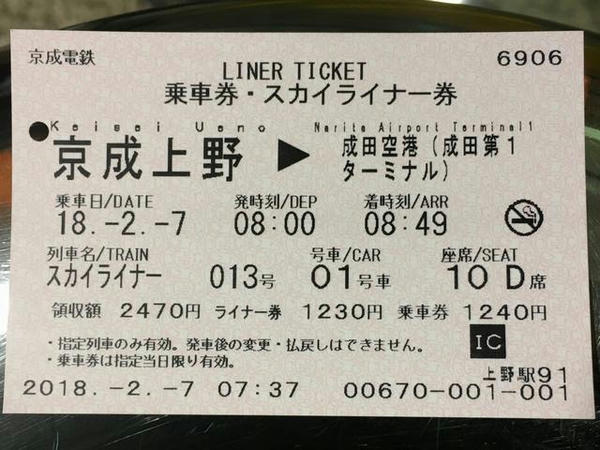 京成電鉄
6906
LINER TICKET
乗車券・スカイライナー券
Keisei Ueno Narita Airport Terminal1
京成上野 ▶ 成田空港(成田第1
ターミナル)
乗車日/DATE 発時刻/DEP 着時刻/ARR
18.-2.-7 08:00 08:49
列車名/TRAIN 号車/CAR 座席/SEAT
スカイライナー 013号 01号車 10 D席
領収額 2470円 ライナー券 1230円 乗車券 1240円
・指定列車のみ有効。発車後の変更・払戻しはできません。
・乗車券は指定当日限り有効。
IC
上野駅91
2018.-2.-7 07:37 00670-001-001